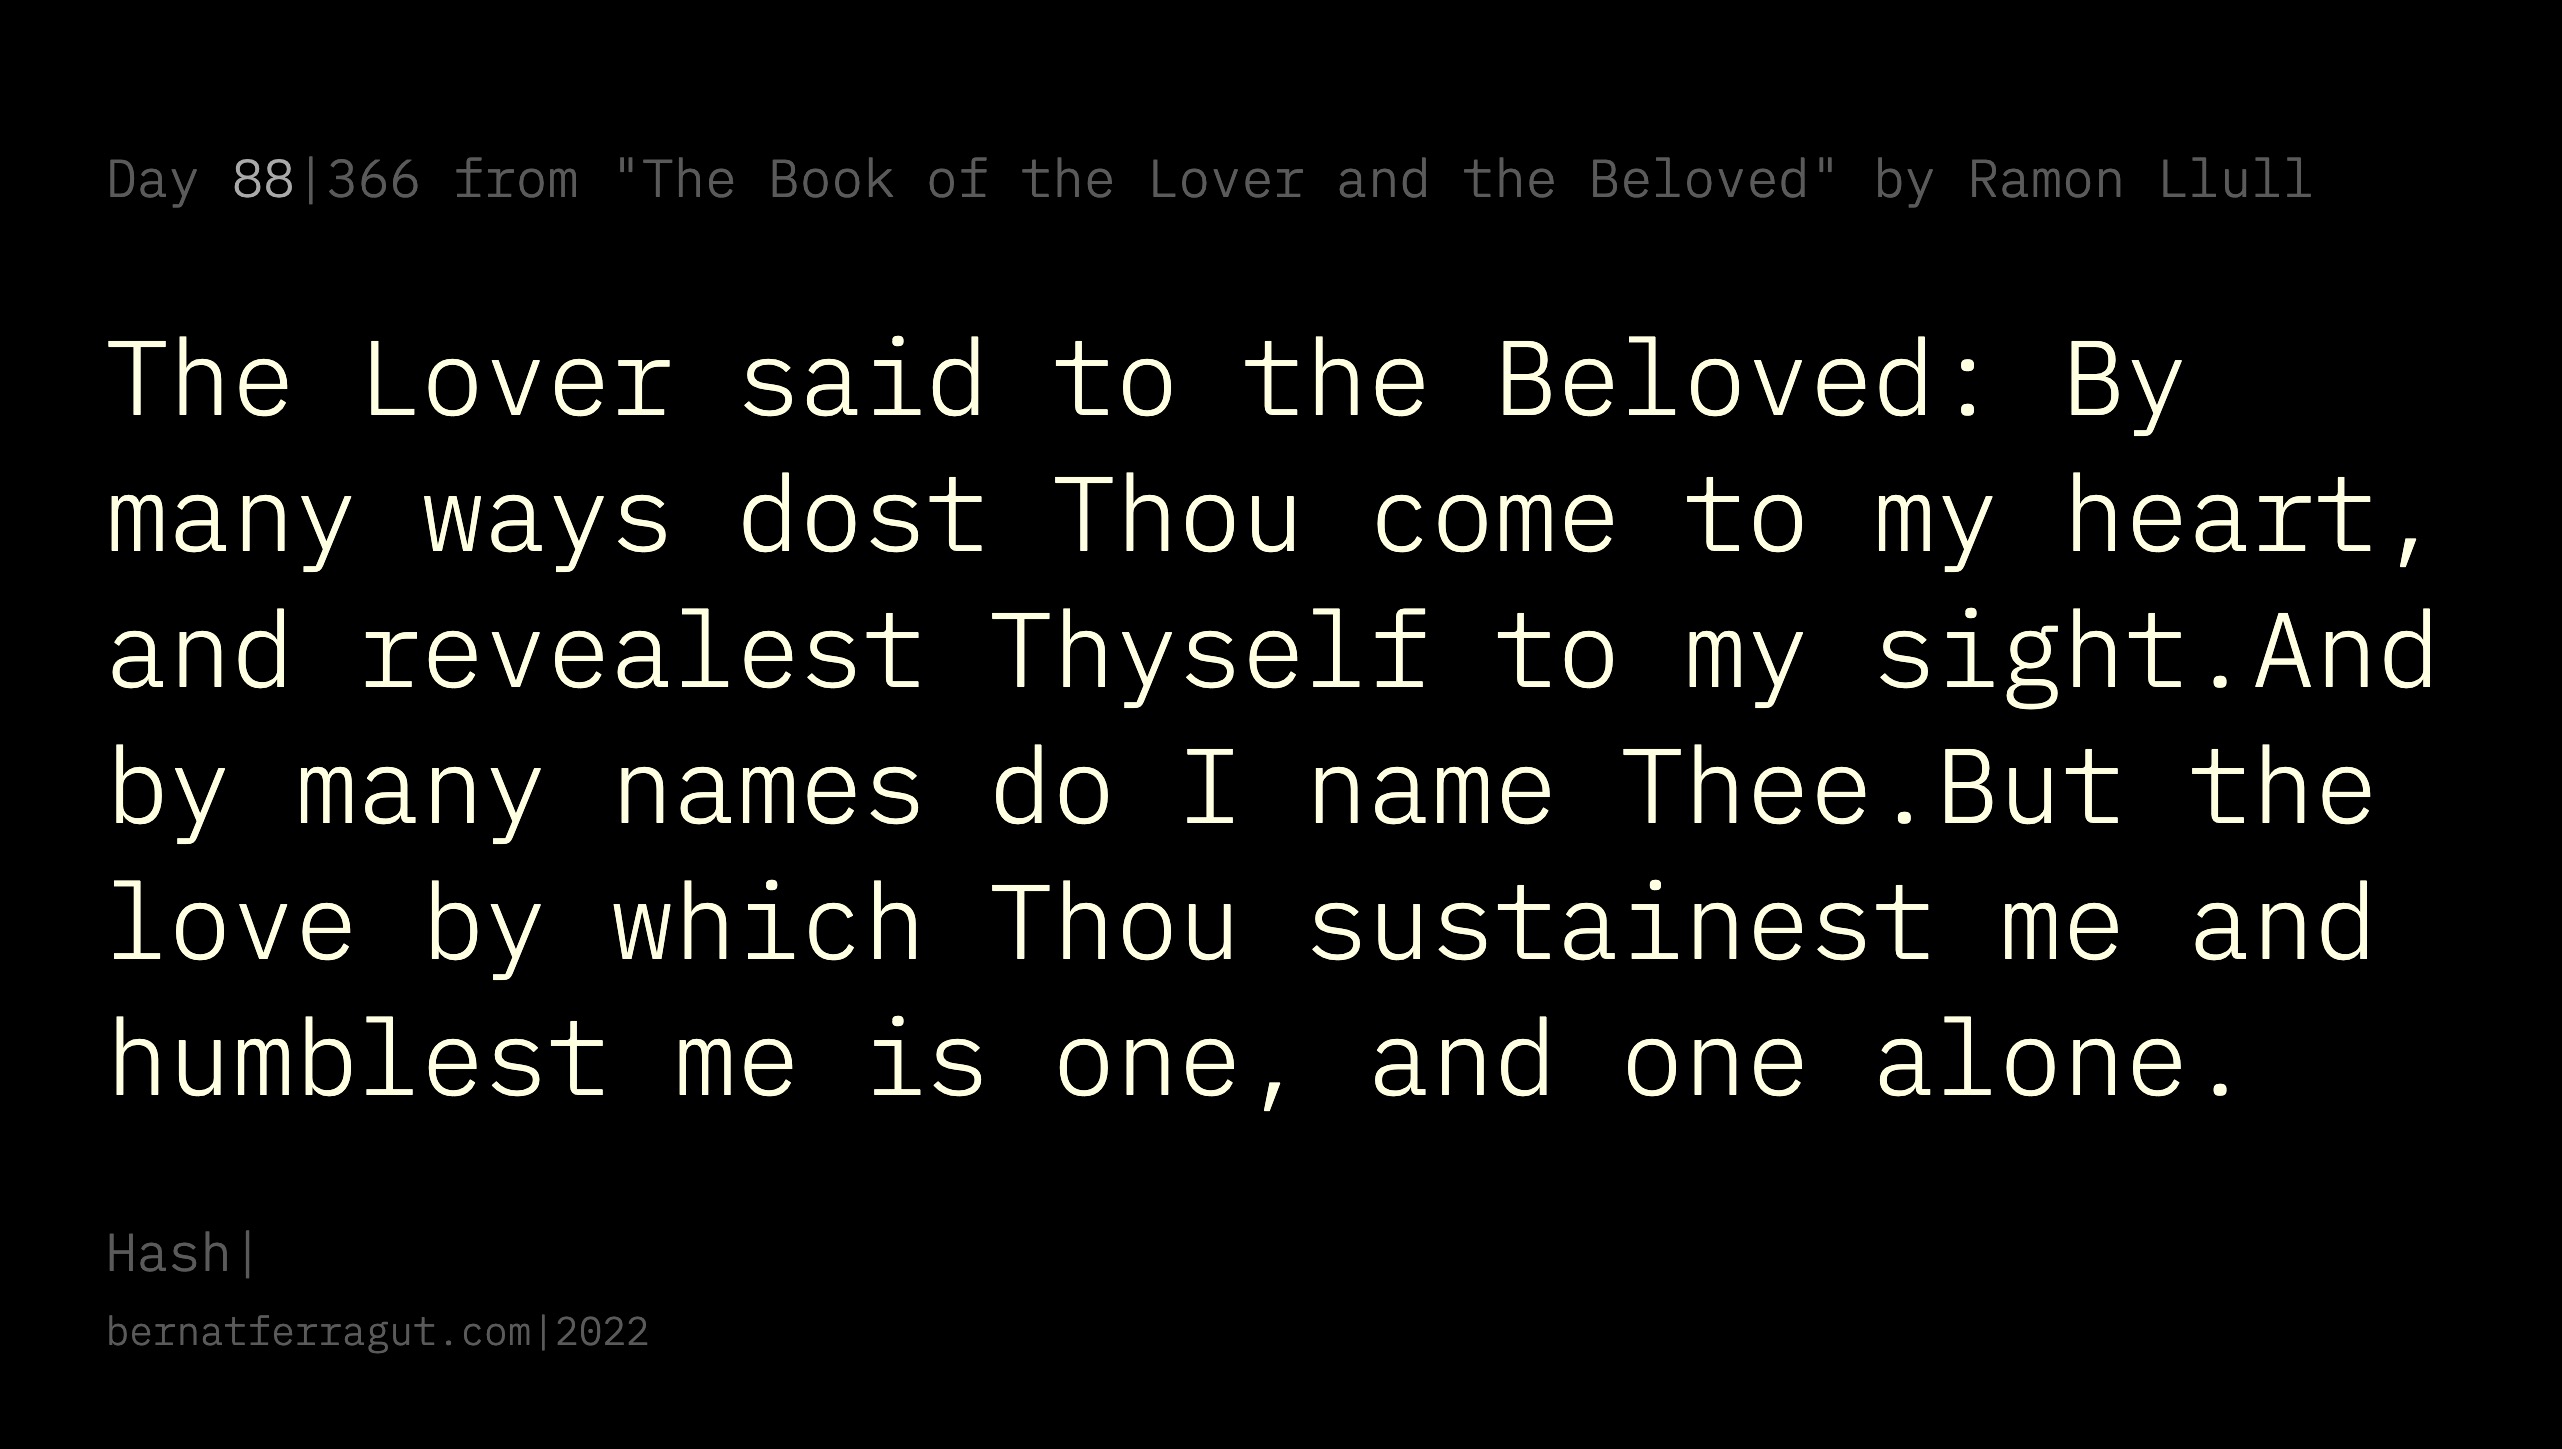 Day 88|366 from "The Book of the Lover and the Beloved" by Ramon Llull
The Lover said to the Beloved: By
many ways dost Thou come to my heart,
and revealest Thyself to my sight.And
by many names do I name Thee.But the
love by which Thou sustainest me and
humblest me is one, and one alone.
Hash|
bernatferragut.com|2022